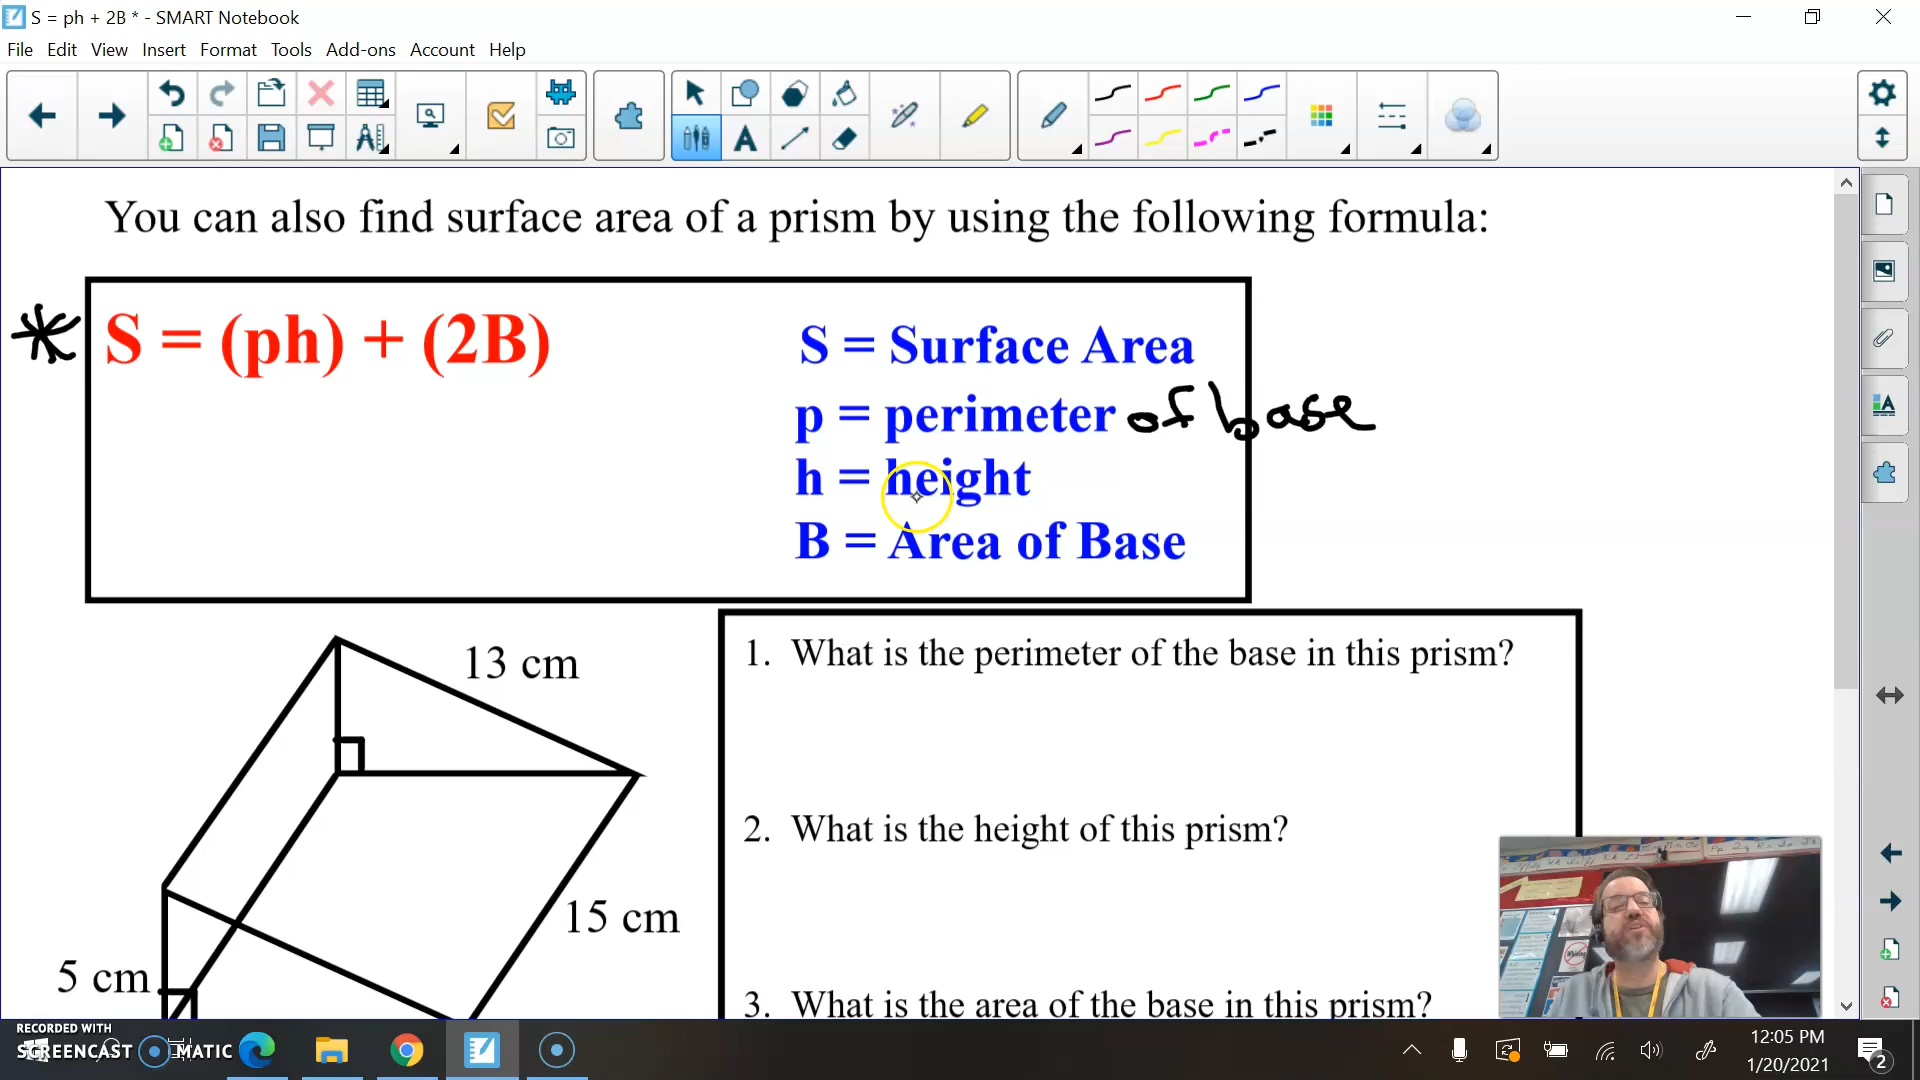 S = ph + 2B * - SMART Notebook
File Edit View Insert Format Tools Add-ons Account Help
You can also find surface area of a prism by using the following formula:
* S = (ph) + (2B)
S = Surface Area
p = perimeter of base
h = height
B = Area of Base
13 cm
15 cm
5 cm
1. What is the perimeter of the base in this prism?
2. What is the height of this prism?
3. What is the area of the base in this prism?
RECORDED WITH
SCREENCAST MATIC
12:05 PM
1/20/2021
2